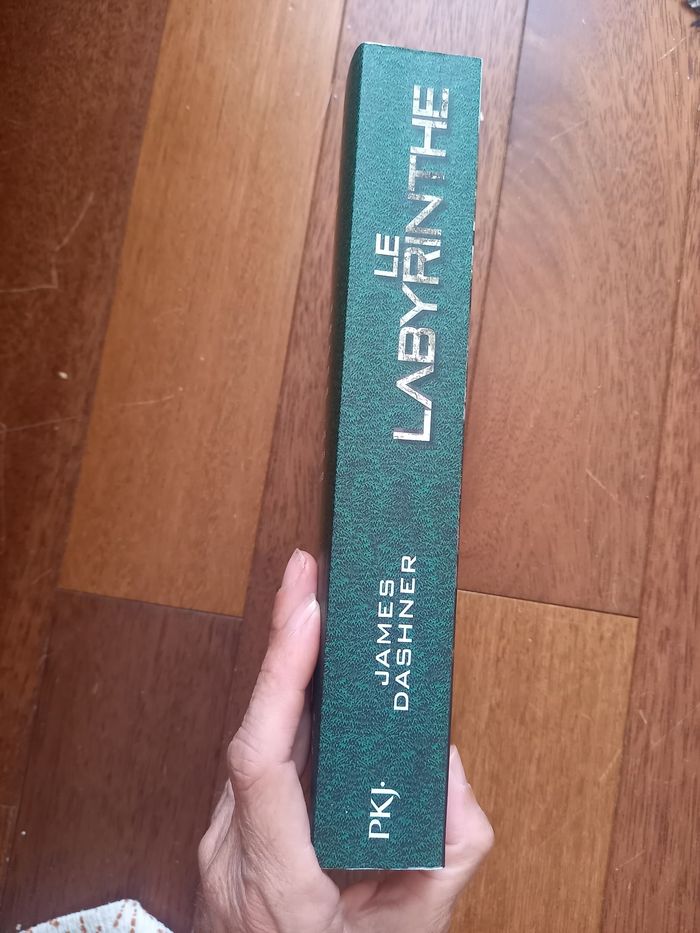 LE
LABYRINTHE
JAMES
DASHNER
PKJ·